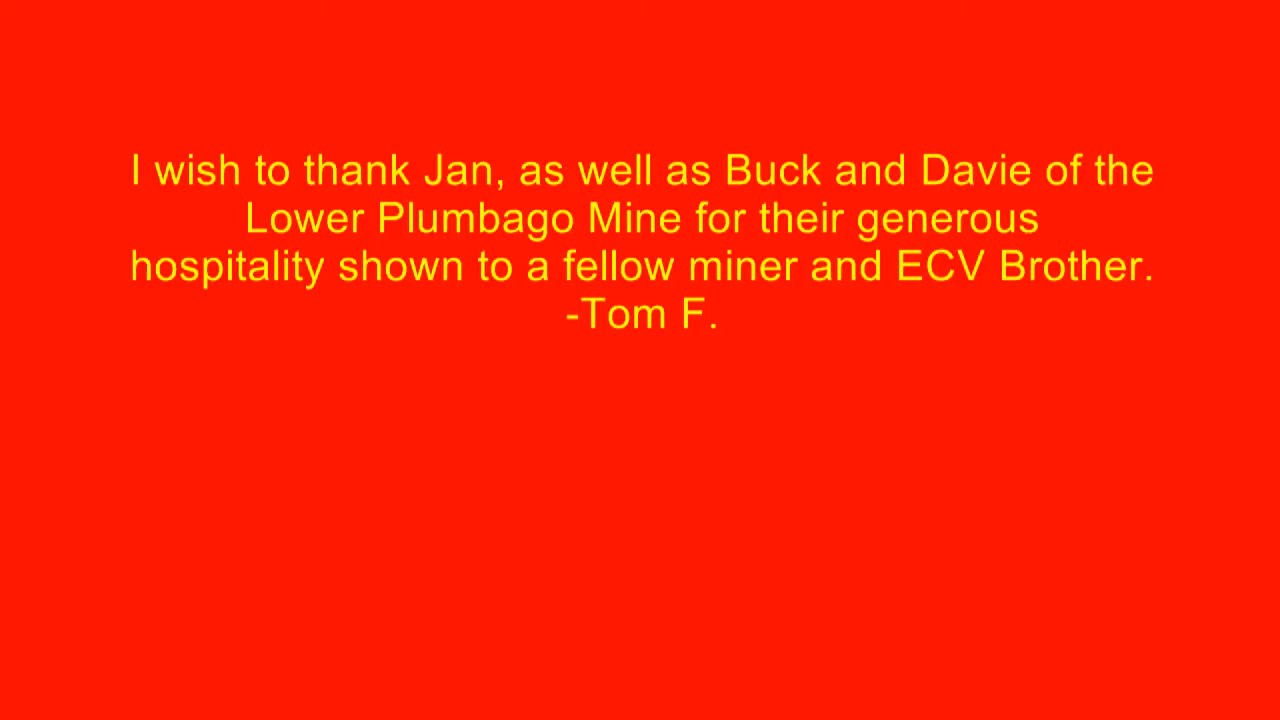 I wish to thank Jan, as well as Buck and Davie of the
Lower Plumbago Mine for their generous
hospitality shown to a fellow miner and ECV Brother.
-Tom F.